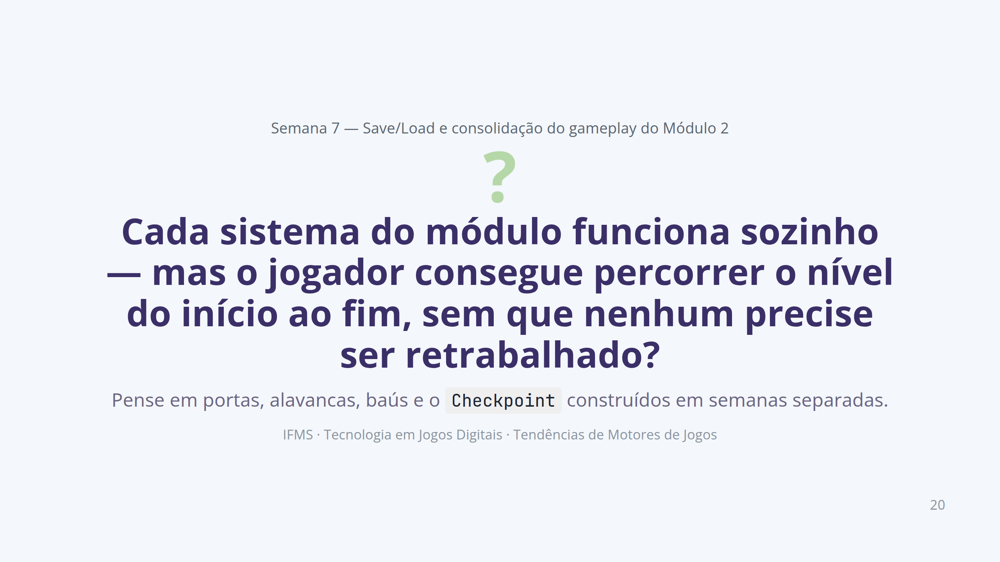 Semana 7 — Save/Load e consolidação do gameplay do Módulo 2
?
Cada sistema do módulo funciona sozinho
— mas o jogador consegue percorrer o nível
do início ao fim, sem que nenhum precise
ser retrabalhado?
Pense em portas, alavancas, baús e o Checkpoint construídos em semanas separadas.
IFMS · Tecnologia em Jogos Digitais · Tendências de Motores de Jogos
20